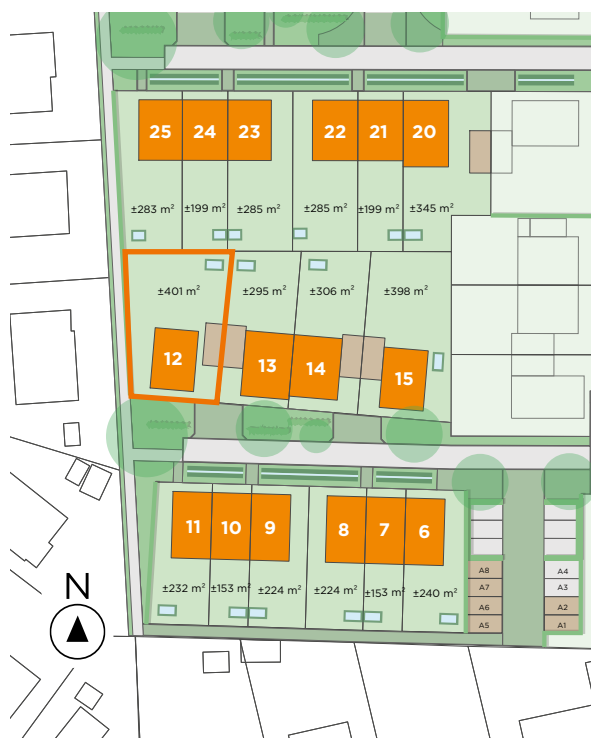 25 24 23 22 21 20
±283 m² ±199 m² ±285 m² ±285 m² ±199 m² ±345 m²
±401 m² ±295 m² ±306 m² ±398 m²
12 13 14 15
11 10 9 8 7 6
±232 m² ±153 m² ±224 m² ±224 m² ±153 m² ±240 m²
A8 A4
A7 A3
A6 A2
A5 A1
N